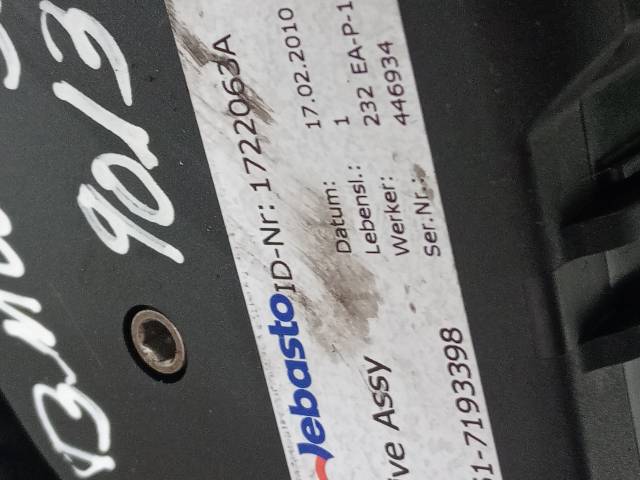 BMW
9013
Webasto ID-Nr: 1722063A
Datum: 17.02.2010
Lebensl.: 1
Werker: 232 EA-P-1
Ser.Nr.: 446934
ive Assy
51-7193398